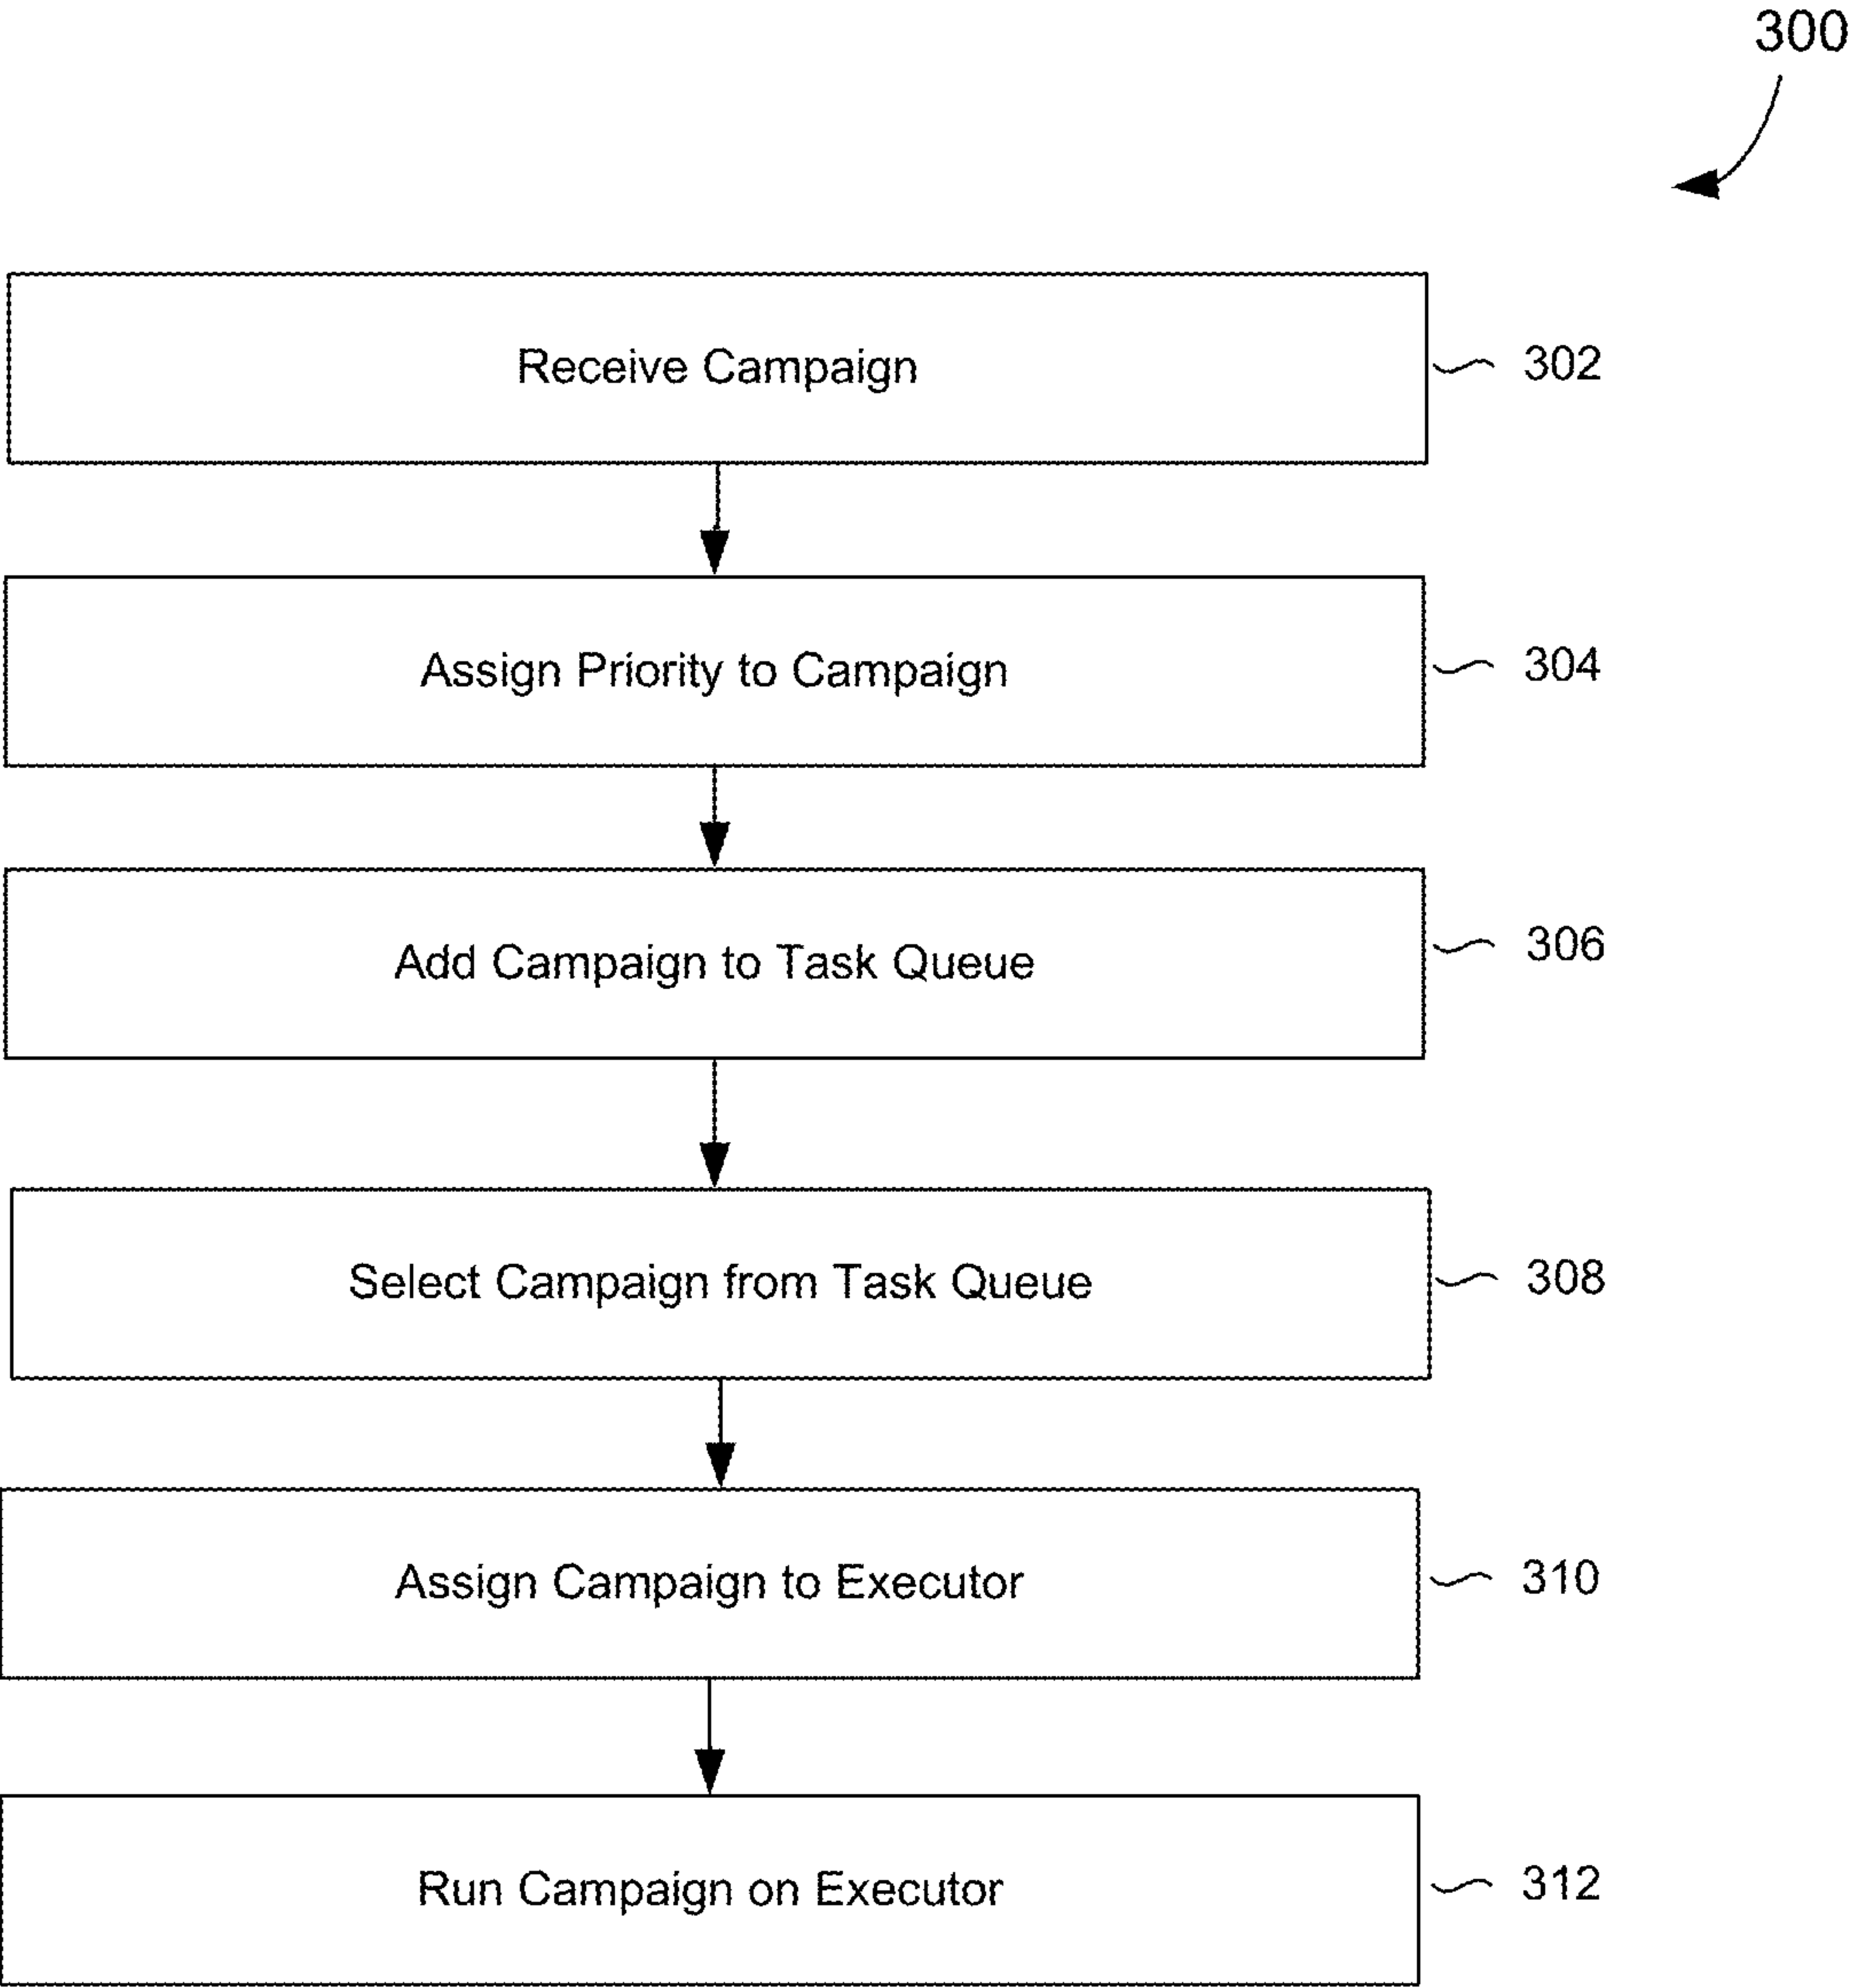 300
Receive Campaign
302
Assign Priority to Campaign
304
Add Campaign to Task Queue
306
Select Campaign from Task Queue
308
Assign Campaign to Executor
310
Run Campaign on Executor
312